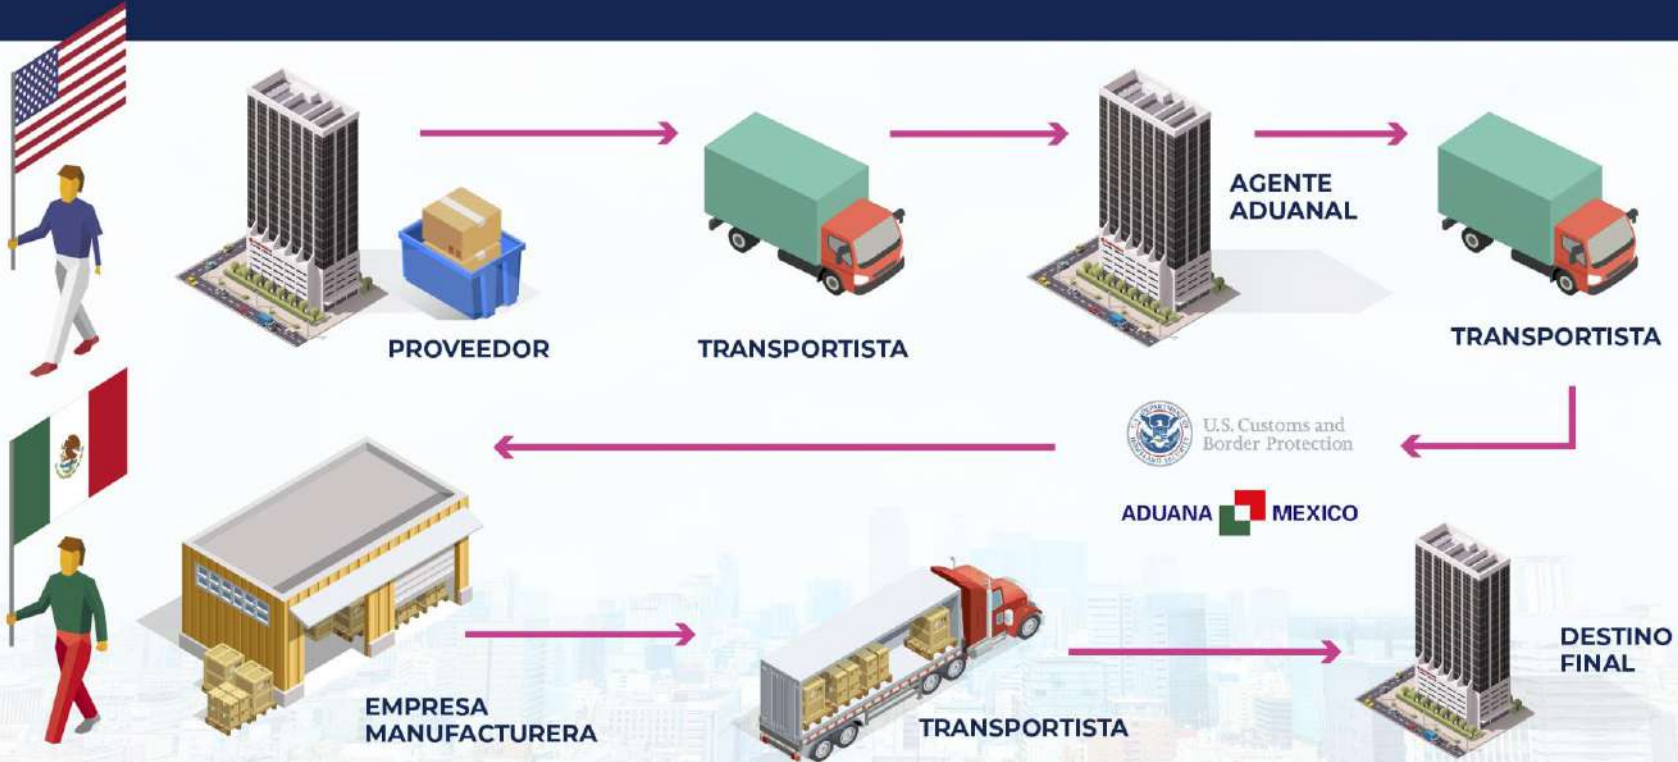 PROVEEDOR
TRANSPORTISTA
AGENTE
ADUANAL
TRANSPORTISTA
U.S. Customs and
Border Protection
ADUANA MEXICO
EMPRESA
MANUFACTURERA
TRANSPORTISTA
DESTINO
FINAL